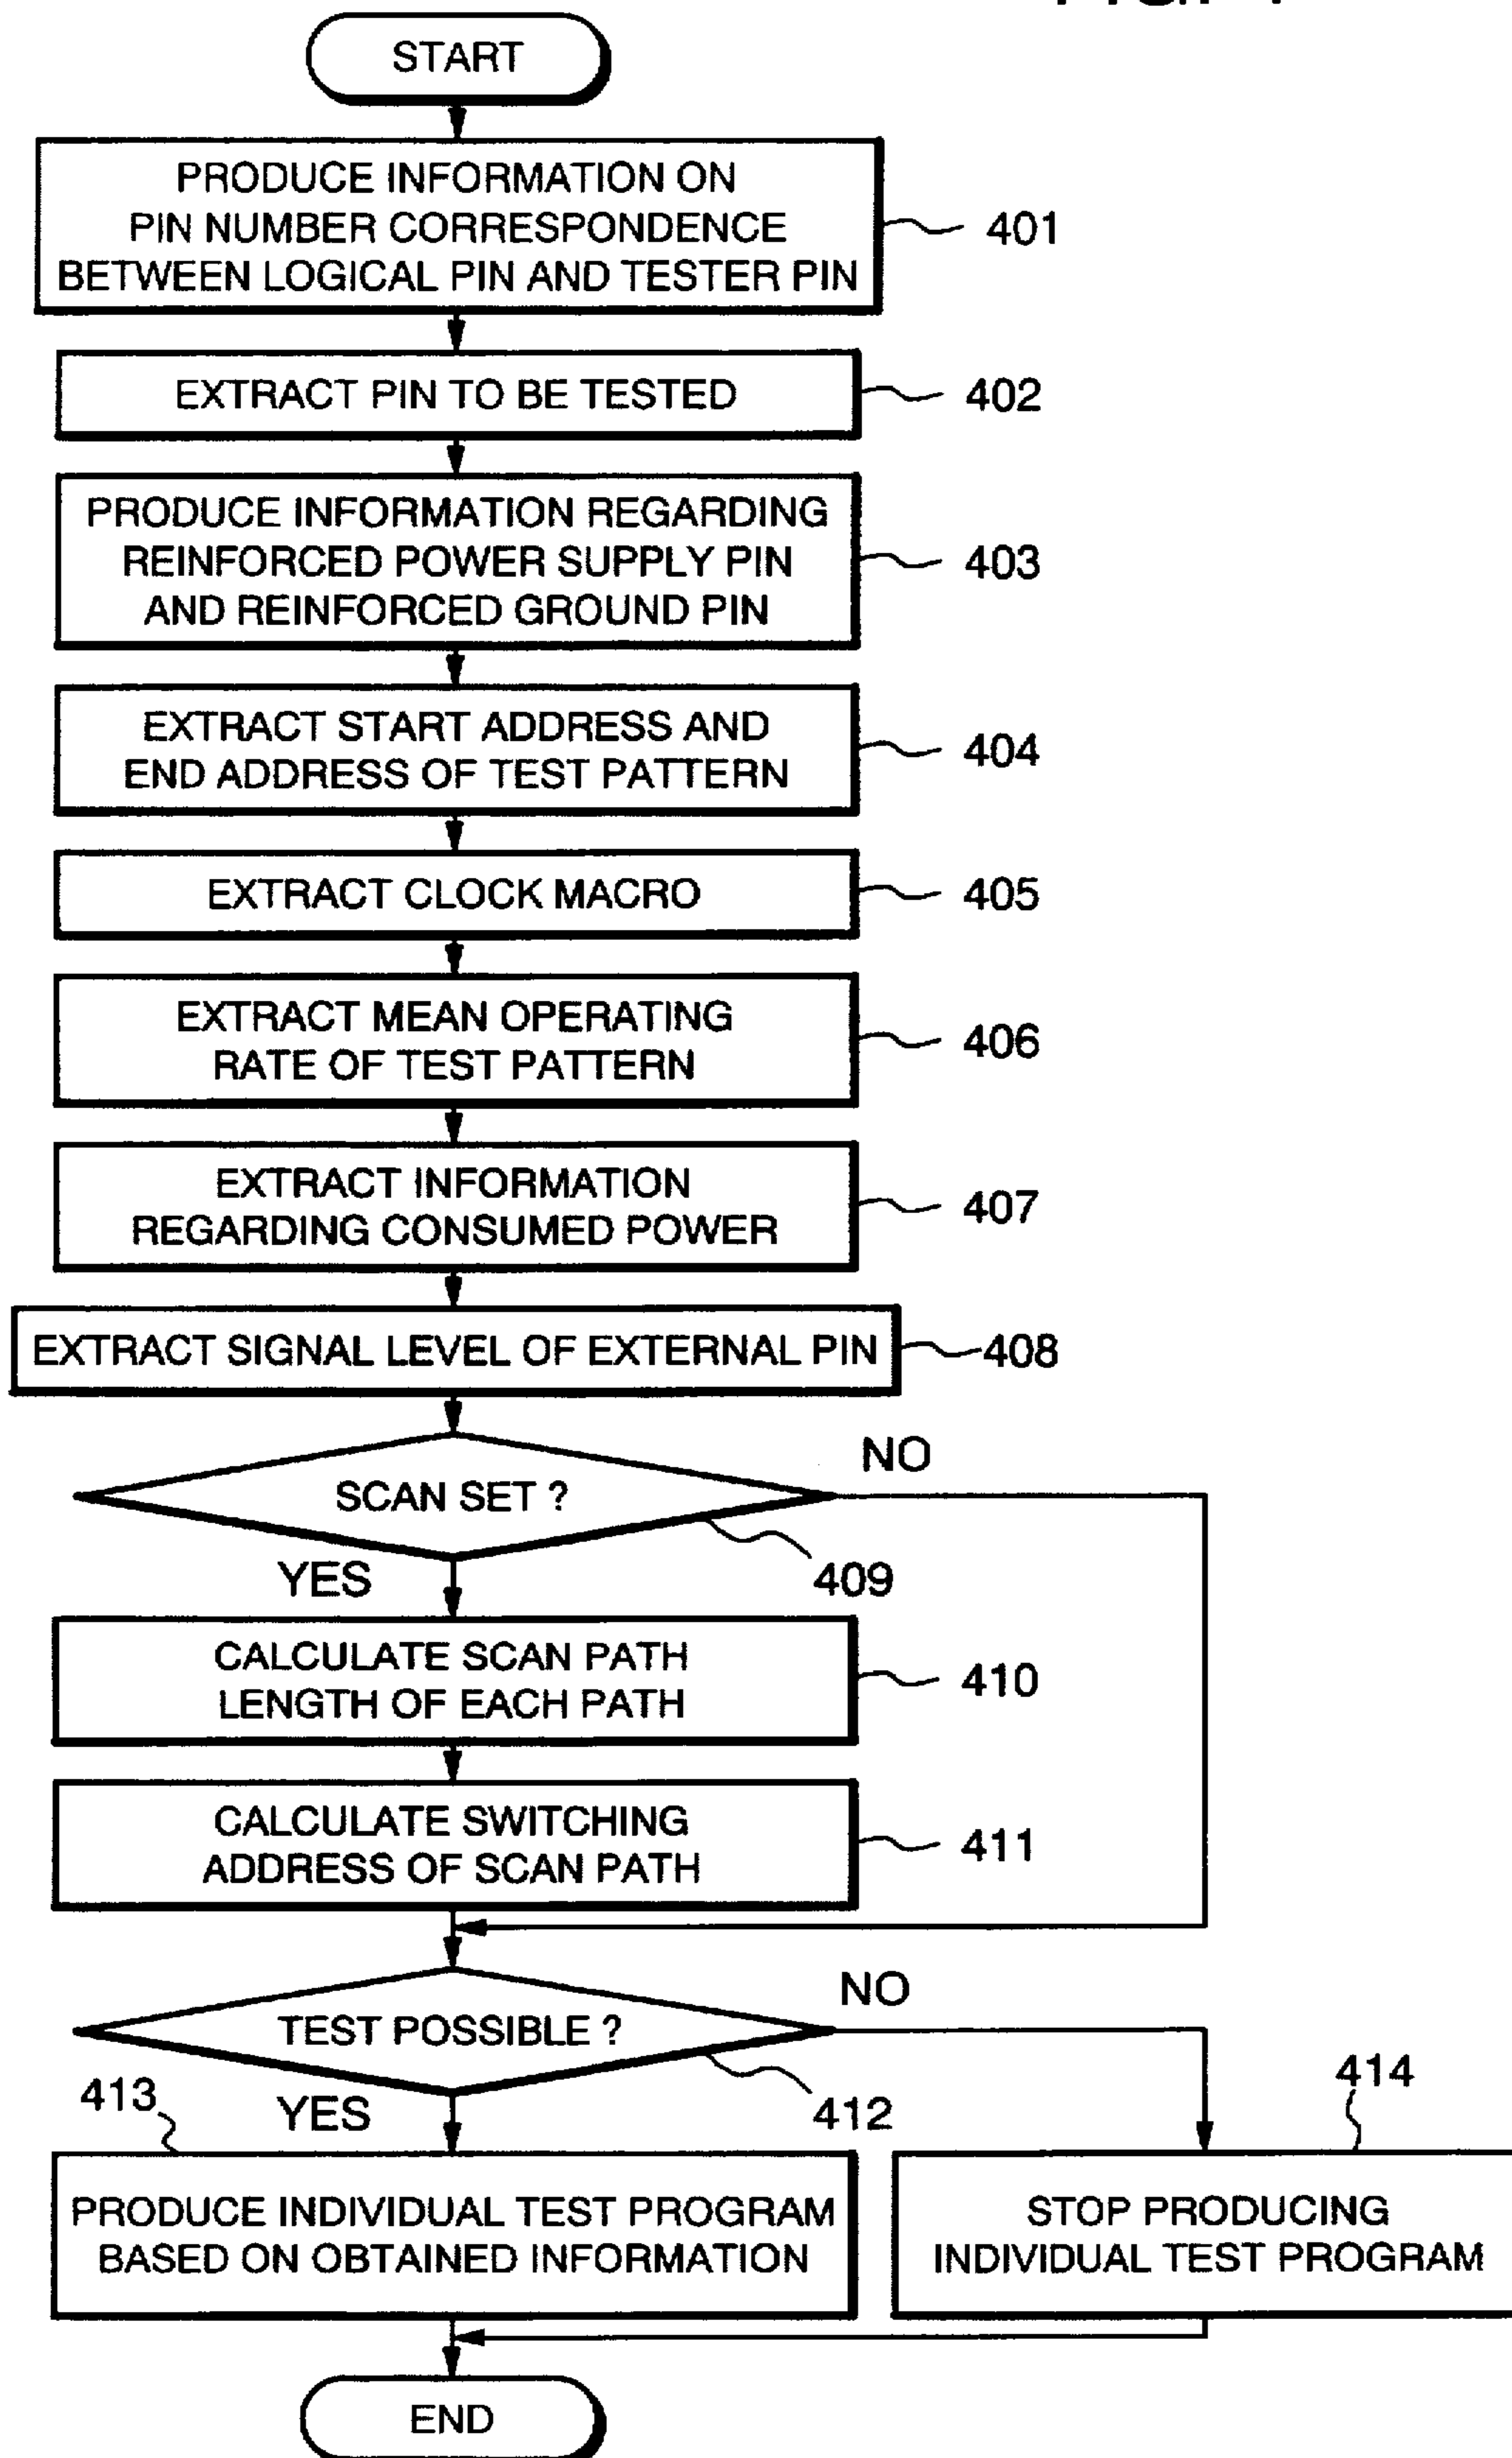 START
PRODUCE INFORMATION ON
PIN NUMBER CORRESPONDENCE
BETWEEN LOGICAL PIN AND TESTER PIN
401
EXTRACT PIN TO BE TESTED
402
PRODUCE INFORMATION REGARDING
REINFORCED POWER SUPPLY PIN
AND REINFORCED GROUND PIN
403
EXTRACT START ADDRESS AND
END ADDRESS OF TEST PATTERN
404
EXTRACT CLOCK MACRO
405
EXTRACT MEAN OPERATING
RATE OF TEST PATTERN
406
EXTRACT INFORMATION
REGARDING CONSUMED POWER
407
EXTRACT SIGNAL LEVEL OF EXTERNAL PIN
408
SCAN SET ?
NO
409
YES
CALCULATE SCAN PATH
LENGTH OF EACH PATH
410
CALCULATE SWITCHING
ADDRESS OF SCAN PATH
411
TEST POSSIBLE ?
NO
412
YES
413
PRODUCE INDIVIDUAL TEST PROGRAM
BASED ON OBTAINED INFORMATION
414
STOP PRODUCING
INDIVIDUAL TEST PROGRAM
END